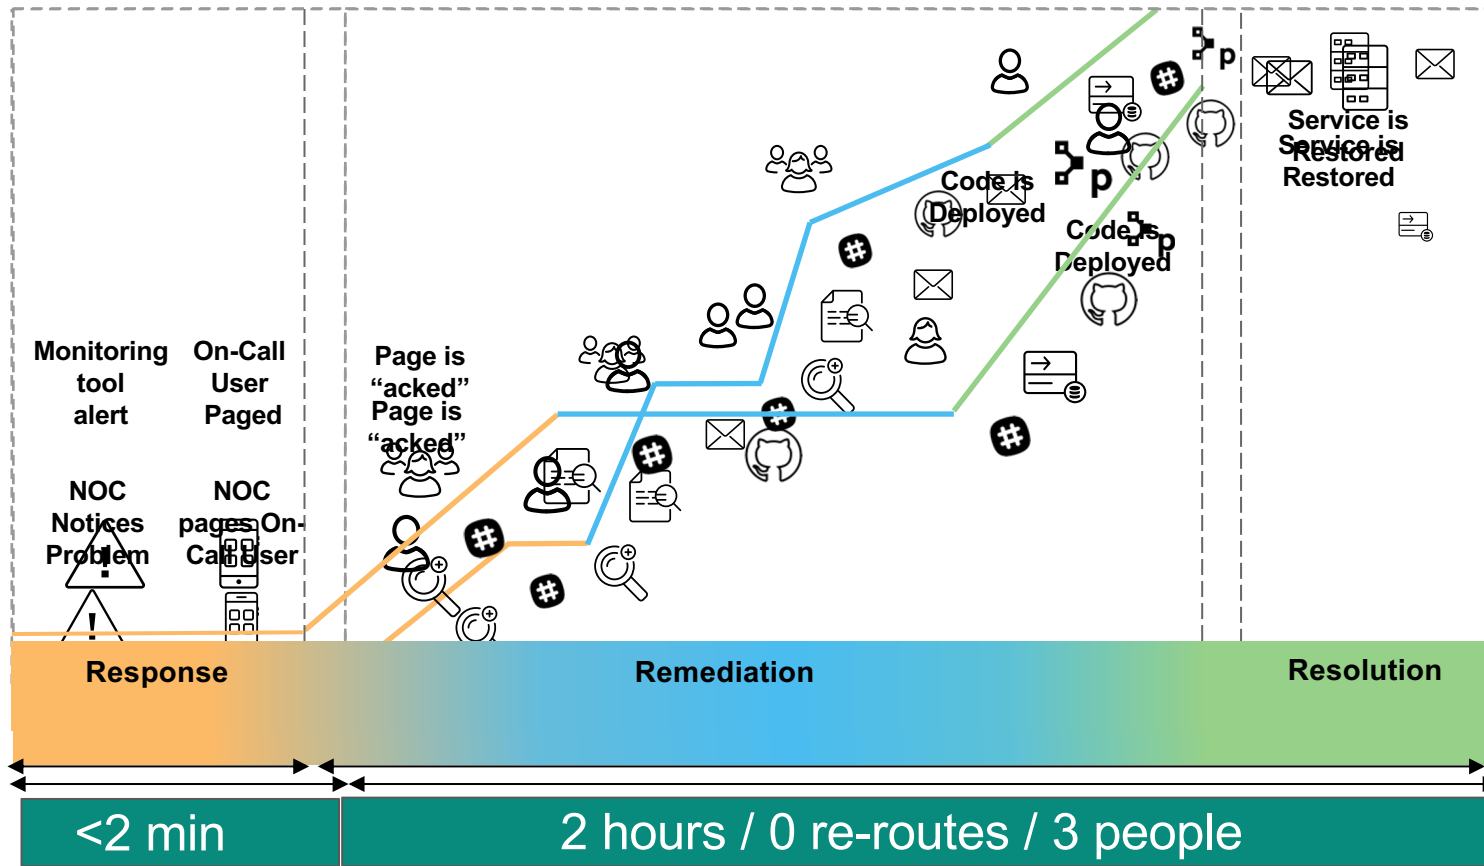 Service is
Restored
Service is
Restored
p
Code is
Deployed
p
Code is
Deployed
p
Monitoring
tool
alert
On-Call
User
Paged
Page is
“acked”
Page is
“acked”
NOC
Notices
Problem
!
!
NOC
pages On-
Call User
Response
Remediation
Resolution
<2 min
2 hours / 0 re-routes / 3 people